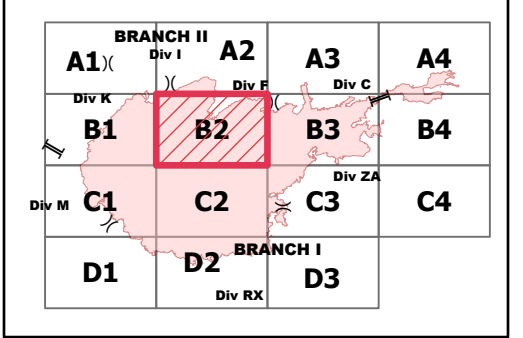 BRANCH II
A1
Div I
A2
A3
A4
Div K
Div F
Div C
B1
B2
B3
B4
Div ZA
Div M
C1
C2
C3
C4
BRANCH I
D1
D2
D3
Div RX